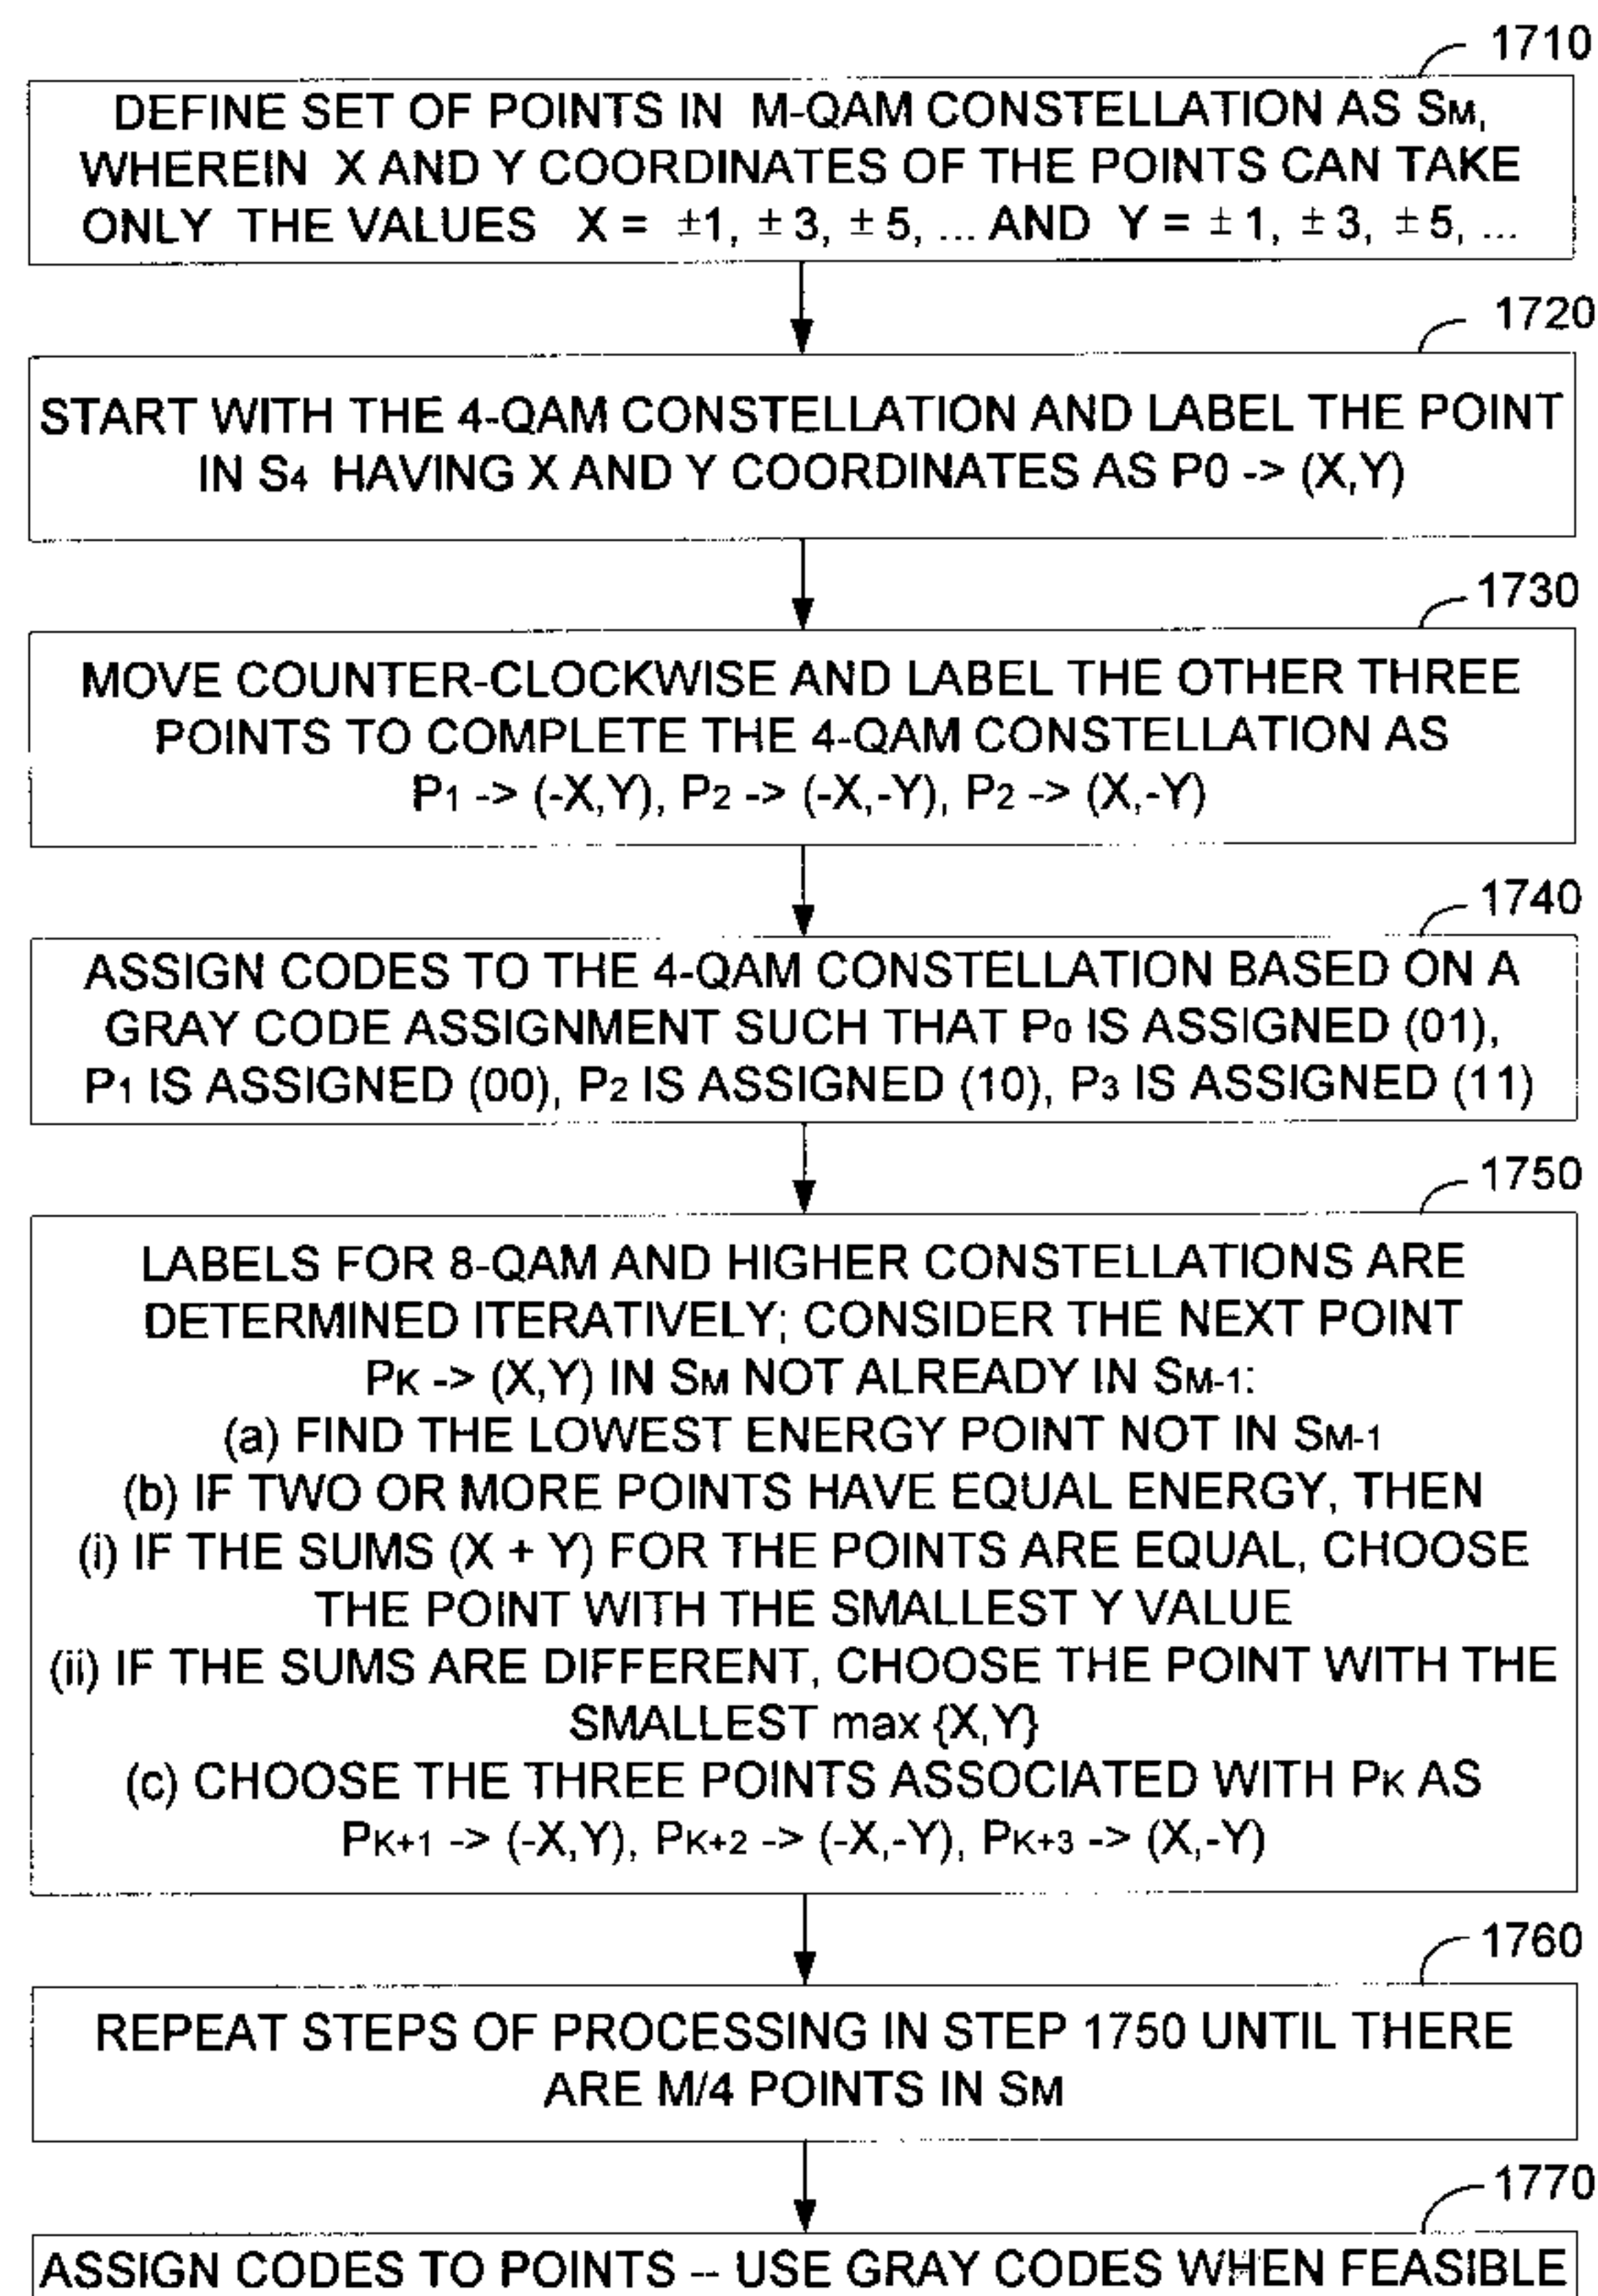 1710
DEFINE SET OF POINTS IN M-QAM CONSTELLATION AS SM,
WHEREIN X AND Y COORDINATES OF THE POINTS CAN TAKE
ONLY THE VALUES X = ±1, ± 3, ± 5, ... AND Y = ± 1, ± 3, ± 5, ...
1720
START WITH THE 4-QAM CONSTELLATION AND LABEL THE POINT
IN S4 HAVING X AND Y COORDINATES AS P0 -> (X,Y)
1730
MOVE COUNTER-CLOCKWISE AND LABEL THE OTHER THREE
POINTS TO COMPLETE THE 4-QAM CONSTELLATION AS
P1 -> (-X,Y), P2 -> (-X,-Y), P2 -> (X,-Y)
1740
ASSIGN CODES TO THE 4-QAM CONSTELLATION BASED ON A
GRAY CODE ASSIGNMENT SUCH THAT P0 IS ASSIGNED (01),
P1 IS ASSIGNED (00), P2 IS ASSIGNED (10), P3 IS ASSIGNED (11)
1750
LABELS FOR 8-QAM AND HIGHER CONSTELLATIONS ARE
DETERMINED ITERATIVELY; CONSIDER THE NEXT POINT
PK -> (X,Y) IN SM NOT ALREADY IN SM-1:
(a) FIND THE LOWEST ENERGY POINT NOT IN SM-1
(b) IF TWO OR MORE POINTS HAVE EQUAL ENERGY, THEN
(i) IF THE SUMS (X + Y) FOR THE POINTS ARE EQUAL, CHOOSE
THE POINT WITH THE SMALLEST Y VALUE
(ii) IF THE SUMS ARE DIFFERENT, CHOOSE THE POINT WITH THE
SMALLEST max {X,Y}
(c) CHOOSE THE THREE POINTS ASSOCIATED WITH PK AS
PK+1 -> (-X,Y), PK+2 -> (-X,-Y), PK+3 -> (X,-Y)
1760
REPEAT STEPS OF PROCESSING IN STEP 1750 UNTIL THERE
ARE M/4 POINTS IN SM
1770
ASSIGN CODES TO POINTS -- USE GRAY CODES WHEN FEASIBLE